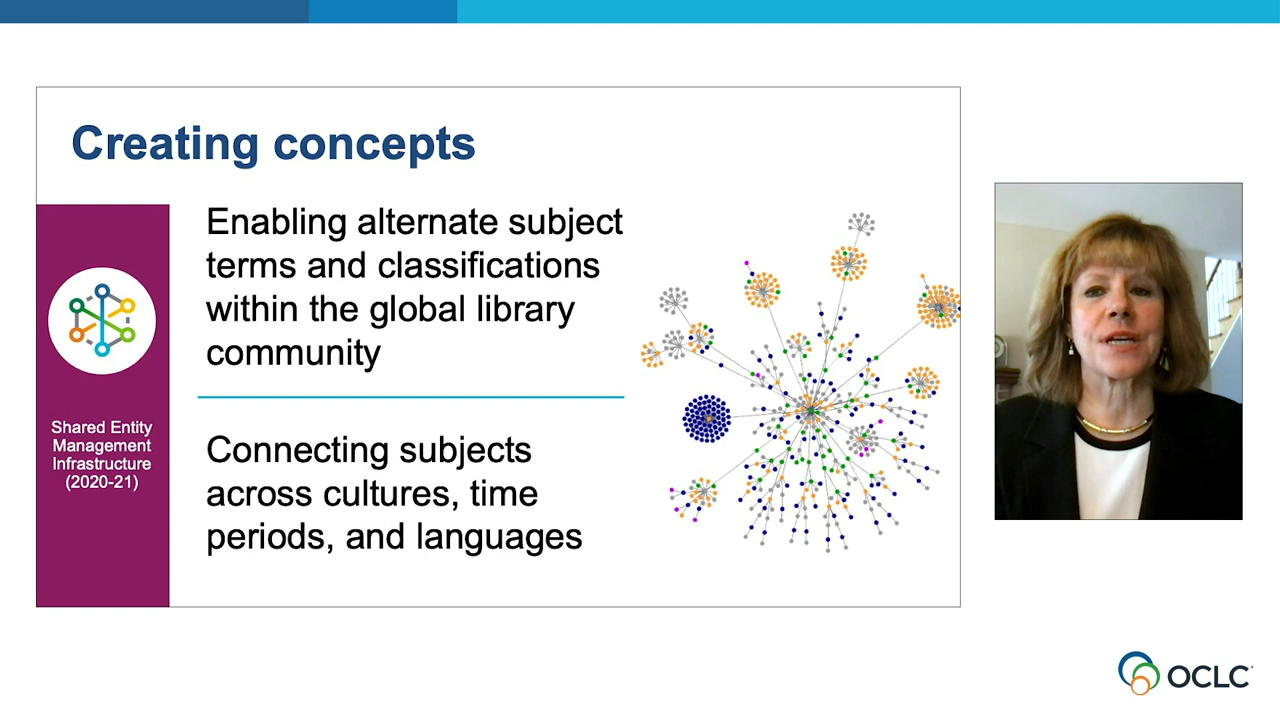 Creating concepts
Enabling alternate subject
terms and classifications
within the global library
community
Shared Entity
Management
Infrastructure
(2020-21)
Connecting subjects
across cultures, time
periods, and languages
OCLC